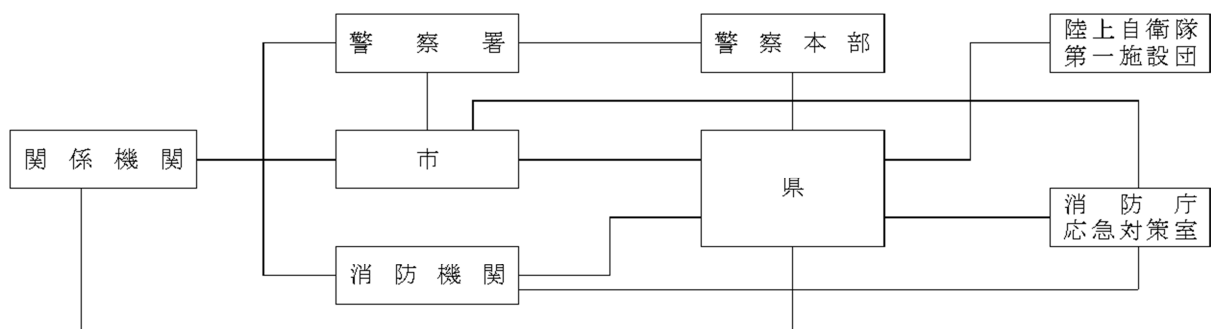 警察署
警察本部
陸上自衛隊
第一施設団
関係機関
市
県
消防庁
応急対策室
消防機関